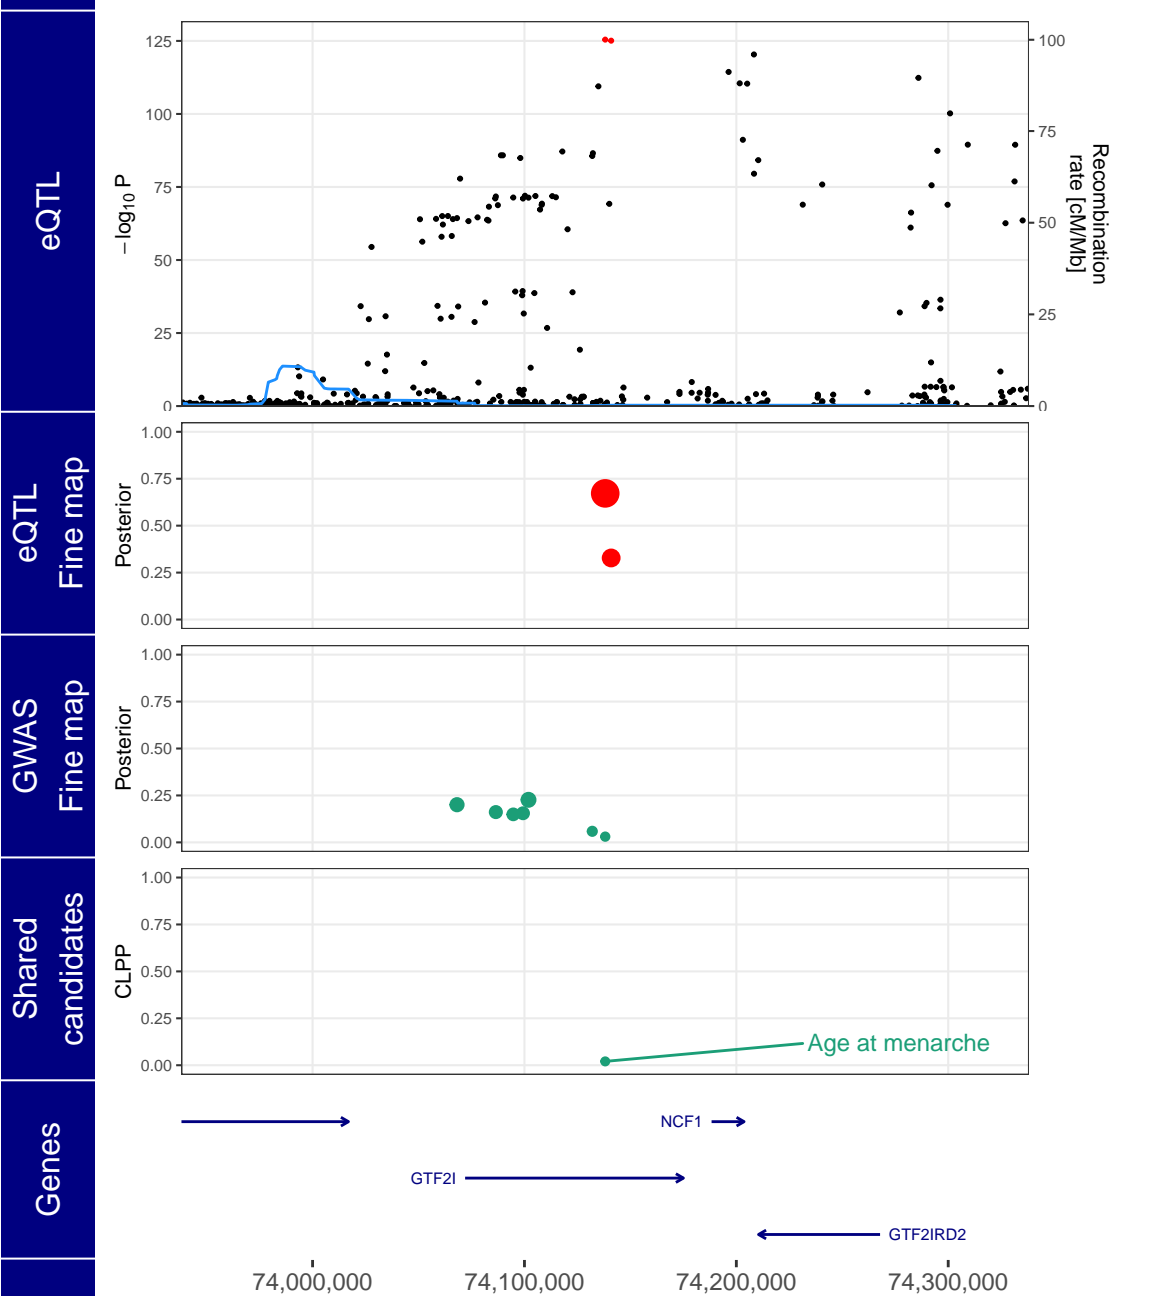 eQTL
−log10 P
125
100
75
50
25
0
100
75
50
25
0
Recombination
rate [cM/Mb]
eQTL
Fine map
Posterior
1.00
0.75
0.50
0.25
0.00
GWAS
Fine map
Posterior
1.00
0.75
0.50
0.25
0.00
Shared
candidates
CLPP
1.00
0.75
0.50
0.25
0.00
Age at menarche
Genes
NCF1
GTF2I
GTF2IRD2
74,000,000
74,100,000
74,200,000
74,300,000